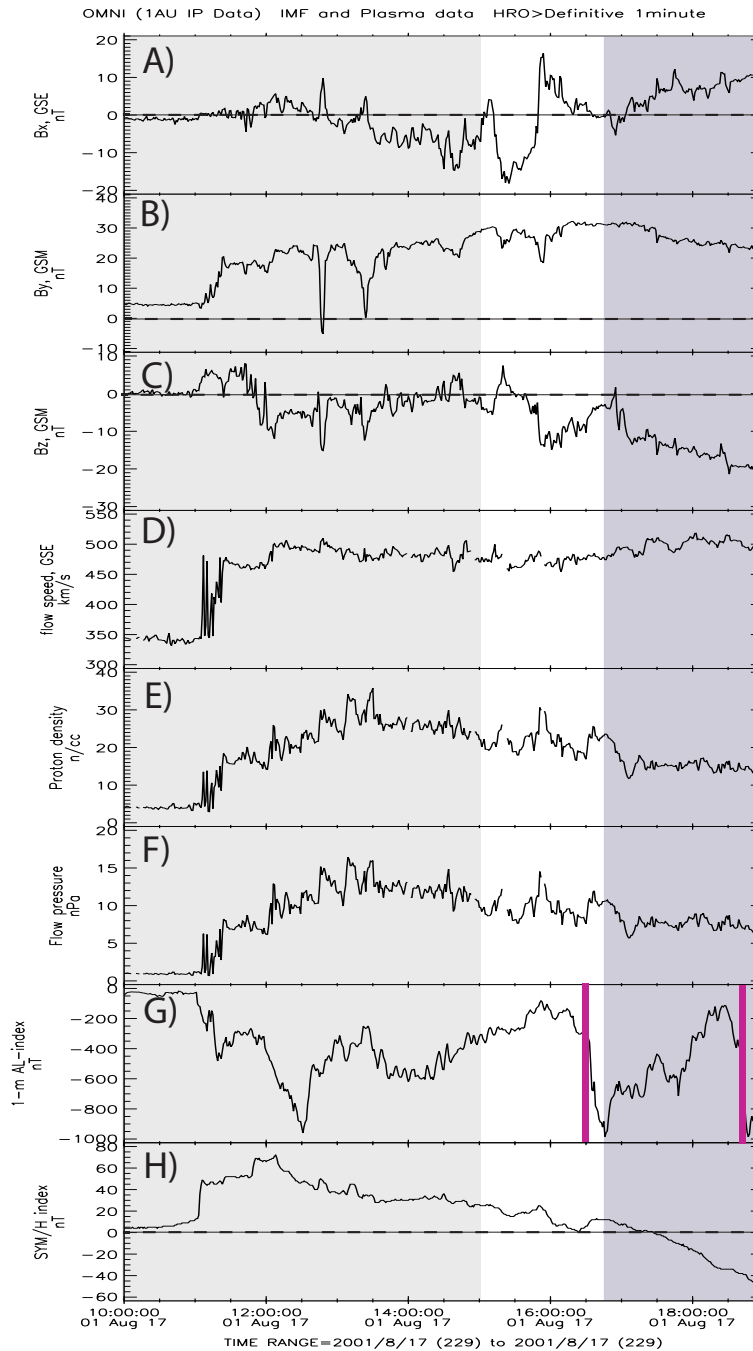 OMNI (1AU IP Data) IMF and Plasma data HRO>Definitive 1minute
A)
Bx, GSE
nT
20
10
0
-10
-20
B)
By, GSM
nT
40
30
20
10
0
-10
C)
Bz, GSM
nT
10
0
-10
-20
-30
D)
flow speed, GSE
km/s
550
500
450
400
350
300
E)
Proton density
n/cc
40
30
20
10
0
F)
Flow pressure
nPa
20
15
10
5
0
G)
1-m AL-index
nT
0
-200
-400
-600
-800
-1000
H)
SYM/H index
nT
80
60
40
20
0
-20
-40
-60
10:00:00 12:00:00 14:00:00 16:00:00 18:00:00
01 Aug 17 01 Aug 17 01 Aug 17 01 Aug 17 01 Aug 17
TIME RANGE=2001/8/17 (229) to 2001/8/17 (229)